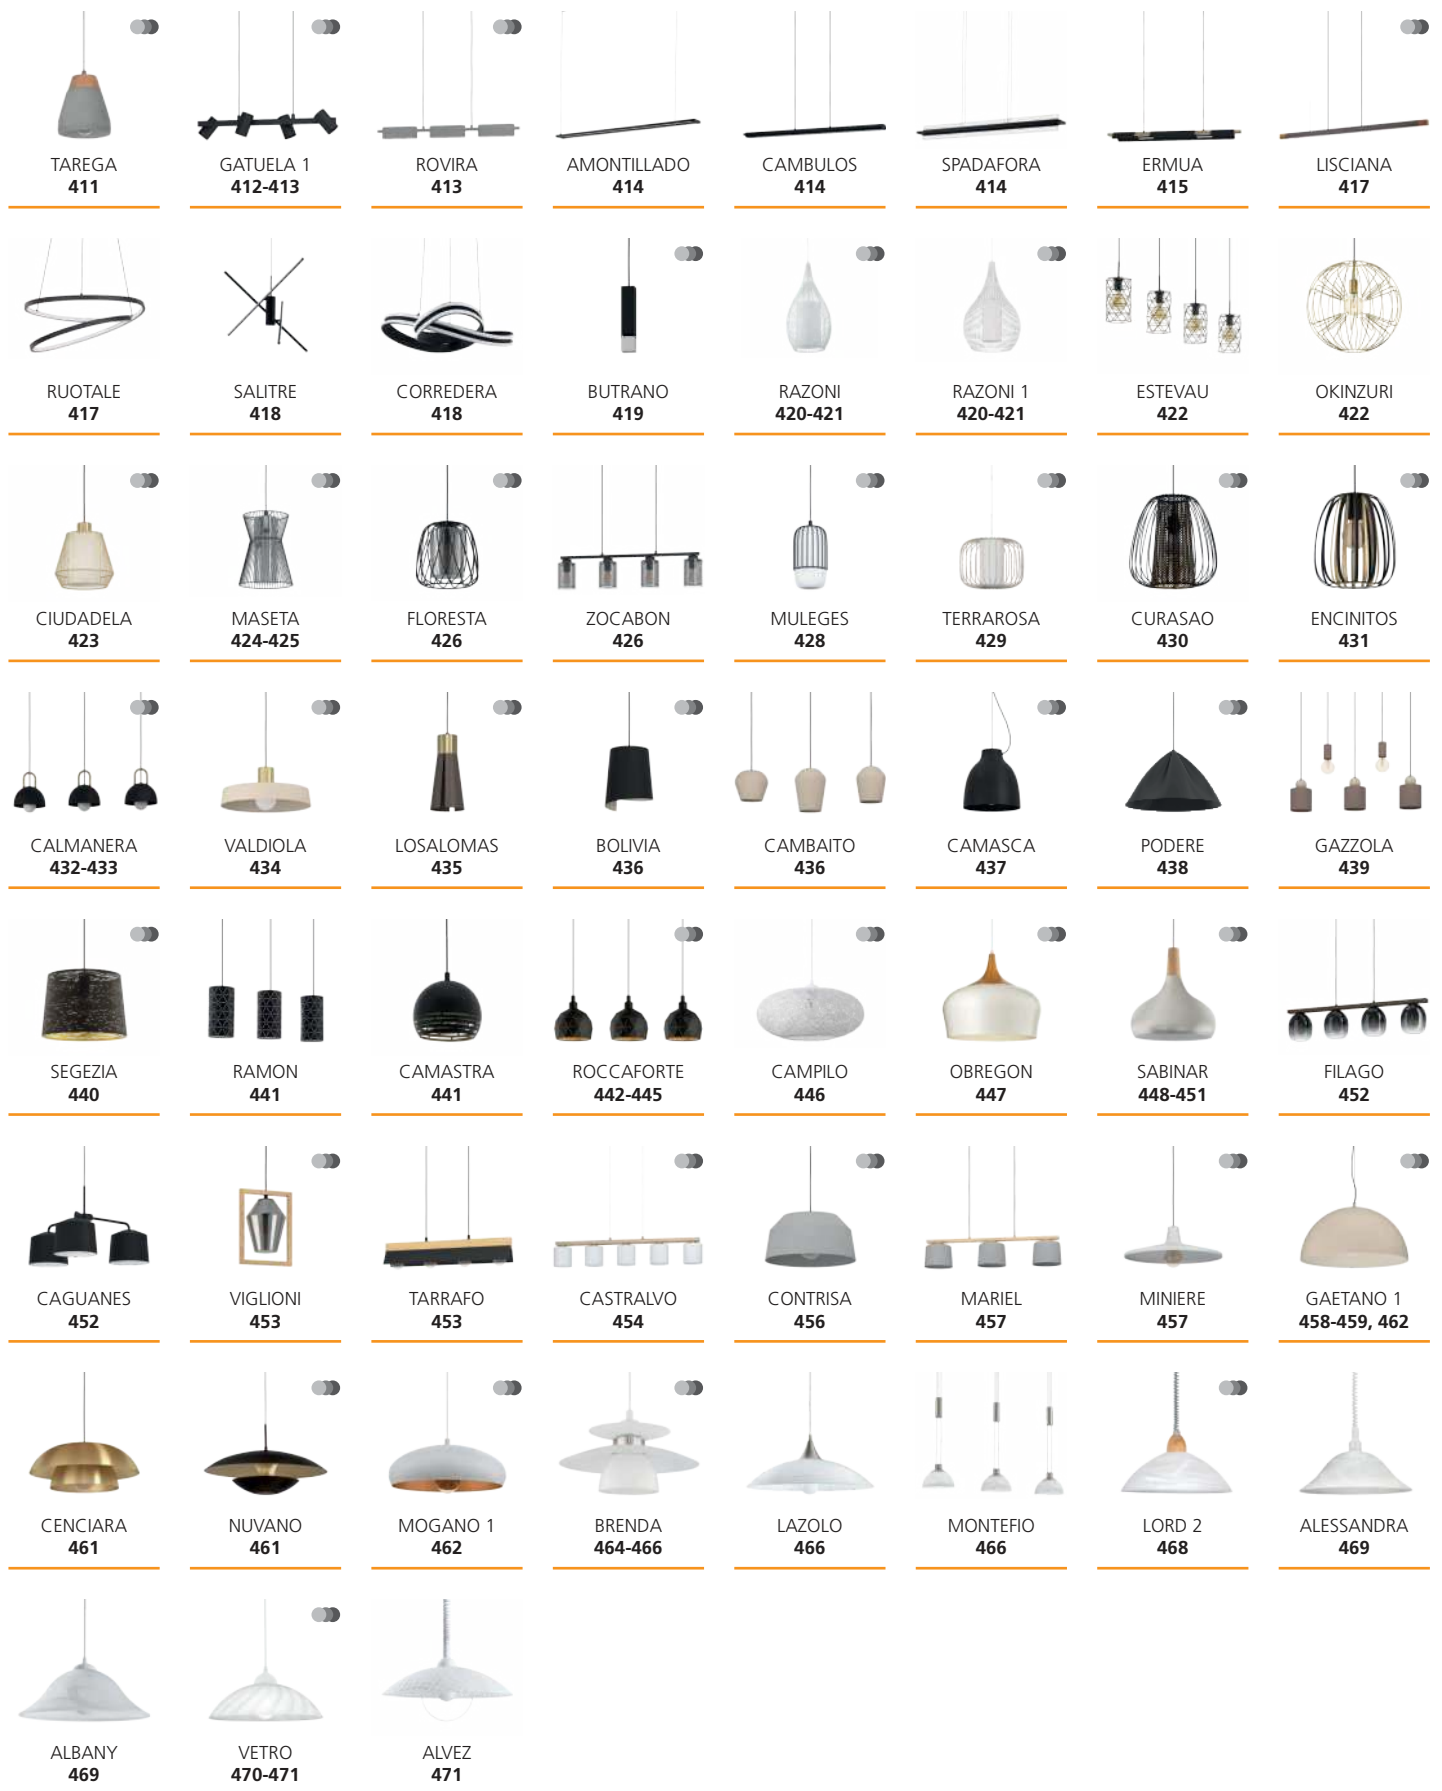 TAREGA
411
GATUELA 1
412-413
ROVIRA
413
AMONTILLADO
414
CAMBULOS
414
SPADAFORA
414
ERMUA
415
LISCIANA
417
RUOTALE
417
SALITRE
418
CORREDERA
418
BUTRANO
419
RAZONI
420-421
RAZONI 1
420-421
ESTEVAU
422
OKINZURI
422
CIUDADELA
423
MASETA
424-425
FLORESTA
426
ZOCABON
426
MULEGES
428
TERRAROSA
429
CURASAO
430
ENCINITOS
431
CALMANERA
432-433
VALDIOLA
434
LOSALOMAS
435
BOLIVIA
436
CAMBAITO
436
CAMASCA
437
PODERE
438
GAZZOLA
439
SEGEZIA
440
RAMON
441
CAMASTRA
441
ROCCAFORTE
442-445
CAMPILO
446
OBREGON
447
SABINAR
448-451
FILAGO
452
CAGUANES
452
VIGLIONI
453
TARRAFO
453
CASTRALVO
454
CONTRISA
456
MARIEL
457
MINIERE
457
GAETANO 1
458-459, 462
CENCIARA
461
NUVANO
461
MOGANO 1
462
BRENDA
464-466
LAZOLO
466
MONTEFIO
466
LORD 2
468
ALESSANDRA
469
ALBANY
469
VETRO
470-471
ALVEZ
471